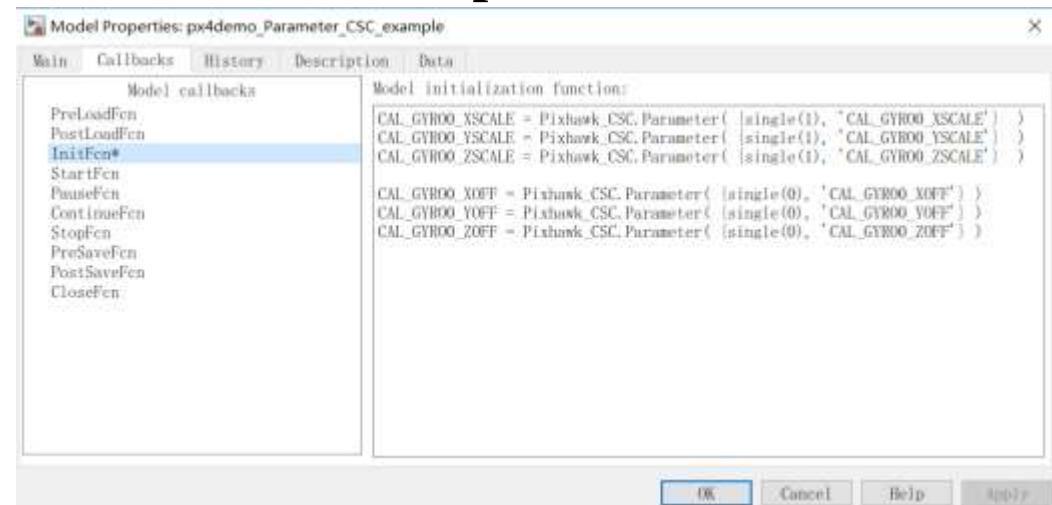 Model Properties: px4demo_Parameter_CSC_example
Main Callbacks History Description Data
Model callbacks
PreLoadFcn
PostLoadFcn
InitFcn*
StartFcn
PauseFcn
ContinueFcn
StopFcn
PreSaveFcn
PostSaveFcn
CloseFcn
Model initialization function:
CAL_GYRO0_XSCALE = Pixhawk_CSC.Parameter( {single(1), 'CAL_GYRO0_XSCALE'} )
CAL_GYRO0_YSCALE = Pixhawk_CSC.Parameter( {single(1), 'CAL_GYRO0_YSCALE'} )
CAL_GYRO0_ZSCALE = Pixhawk_CSC.Parameter( {single(1), 'CAL_GYRO0_ZSCALE'} )
CAL_GYRO0_XOFF = Pixhawk_CSC.Parameter( {single(0), 'CAL_GYRO0_XOFF'} )
CAL_GYRO0_YOFF = Pixhawk_CSC.Parameter( {single(0), 'CAL_GYRO0_YOFF'} )
CAL_GYRO0_ZOFF = Pixhawk_CSC.Parameter( {single(0), 'CAL_GYRO0_ZOFF'} )
OK Cancel Help Apply